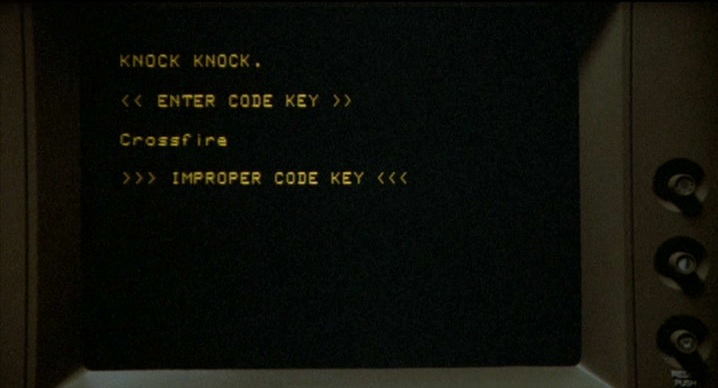 KNOCK KNOCK.
<< ENTER CODE KEY >>
Crossfire
>>> IMPROPER CODE KEY <<<
PUSH